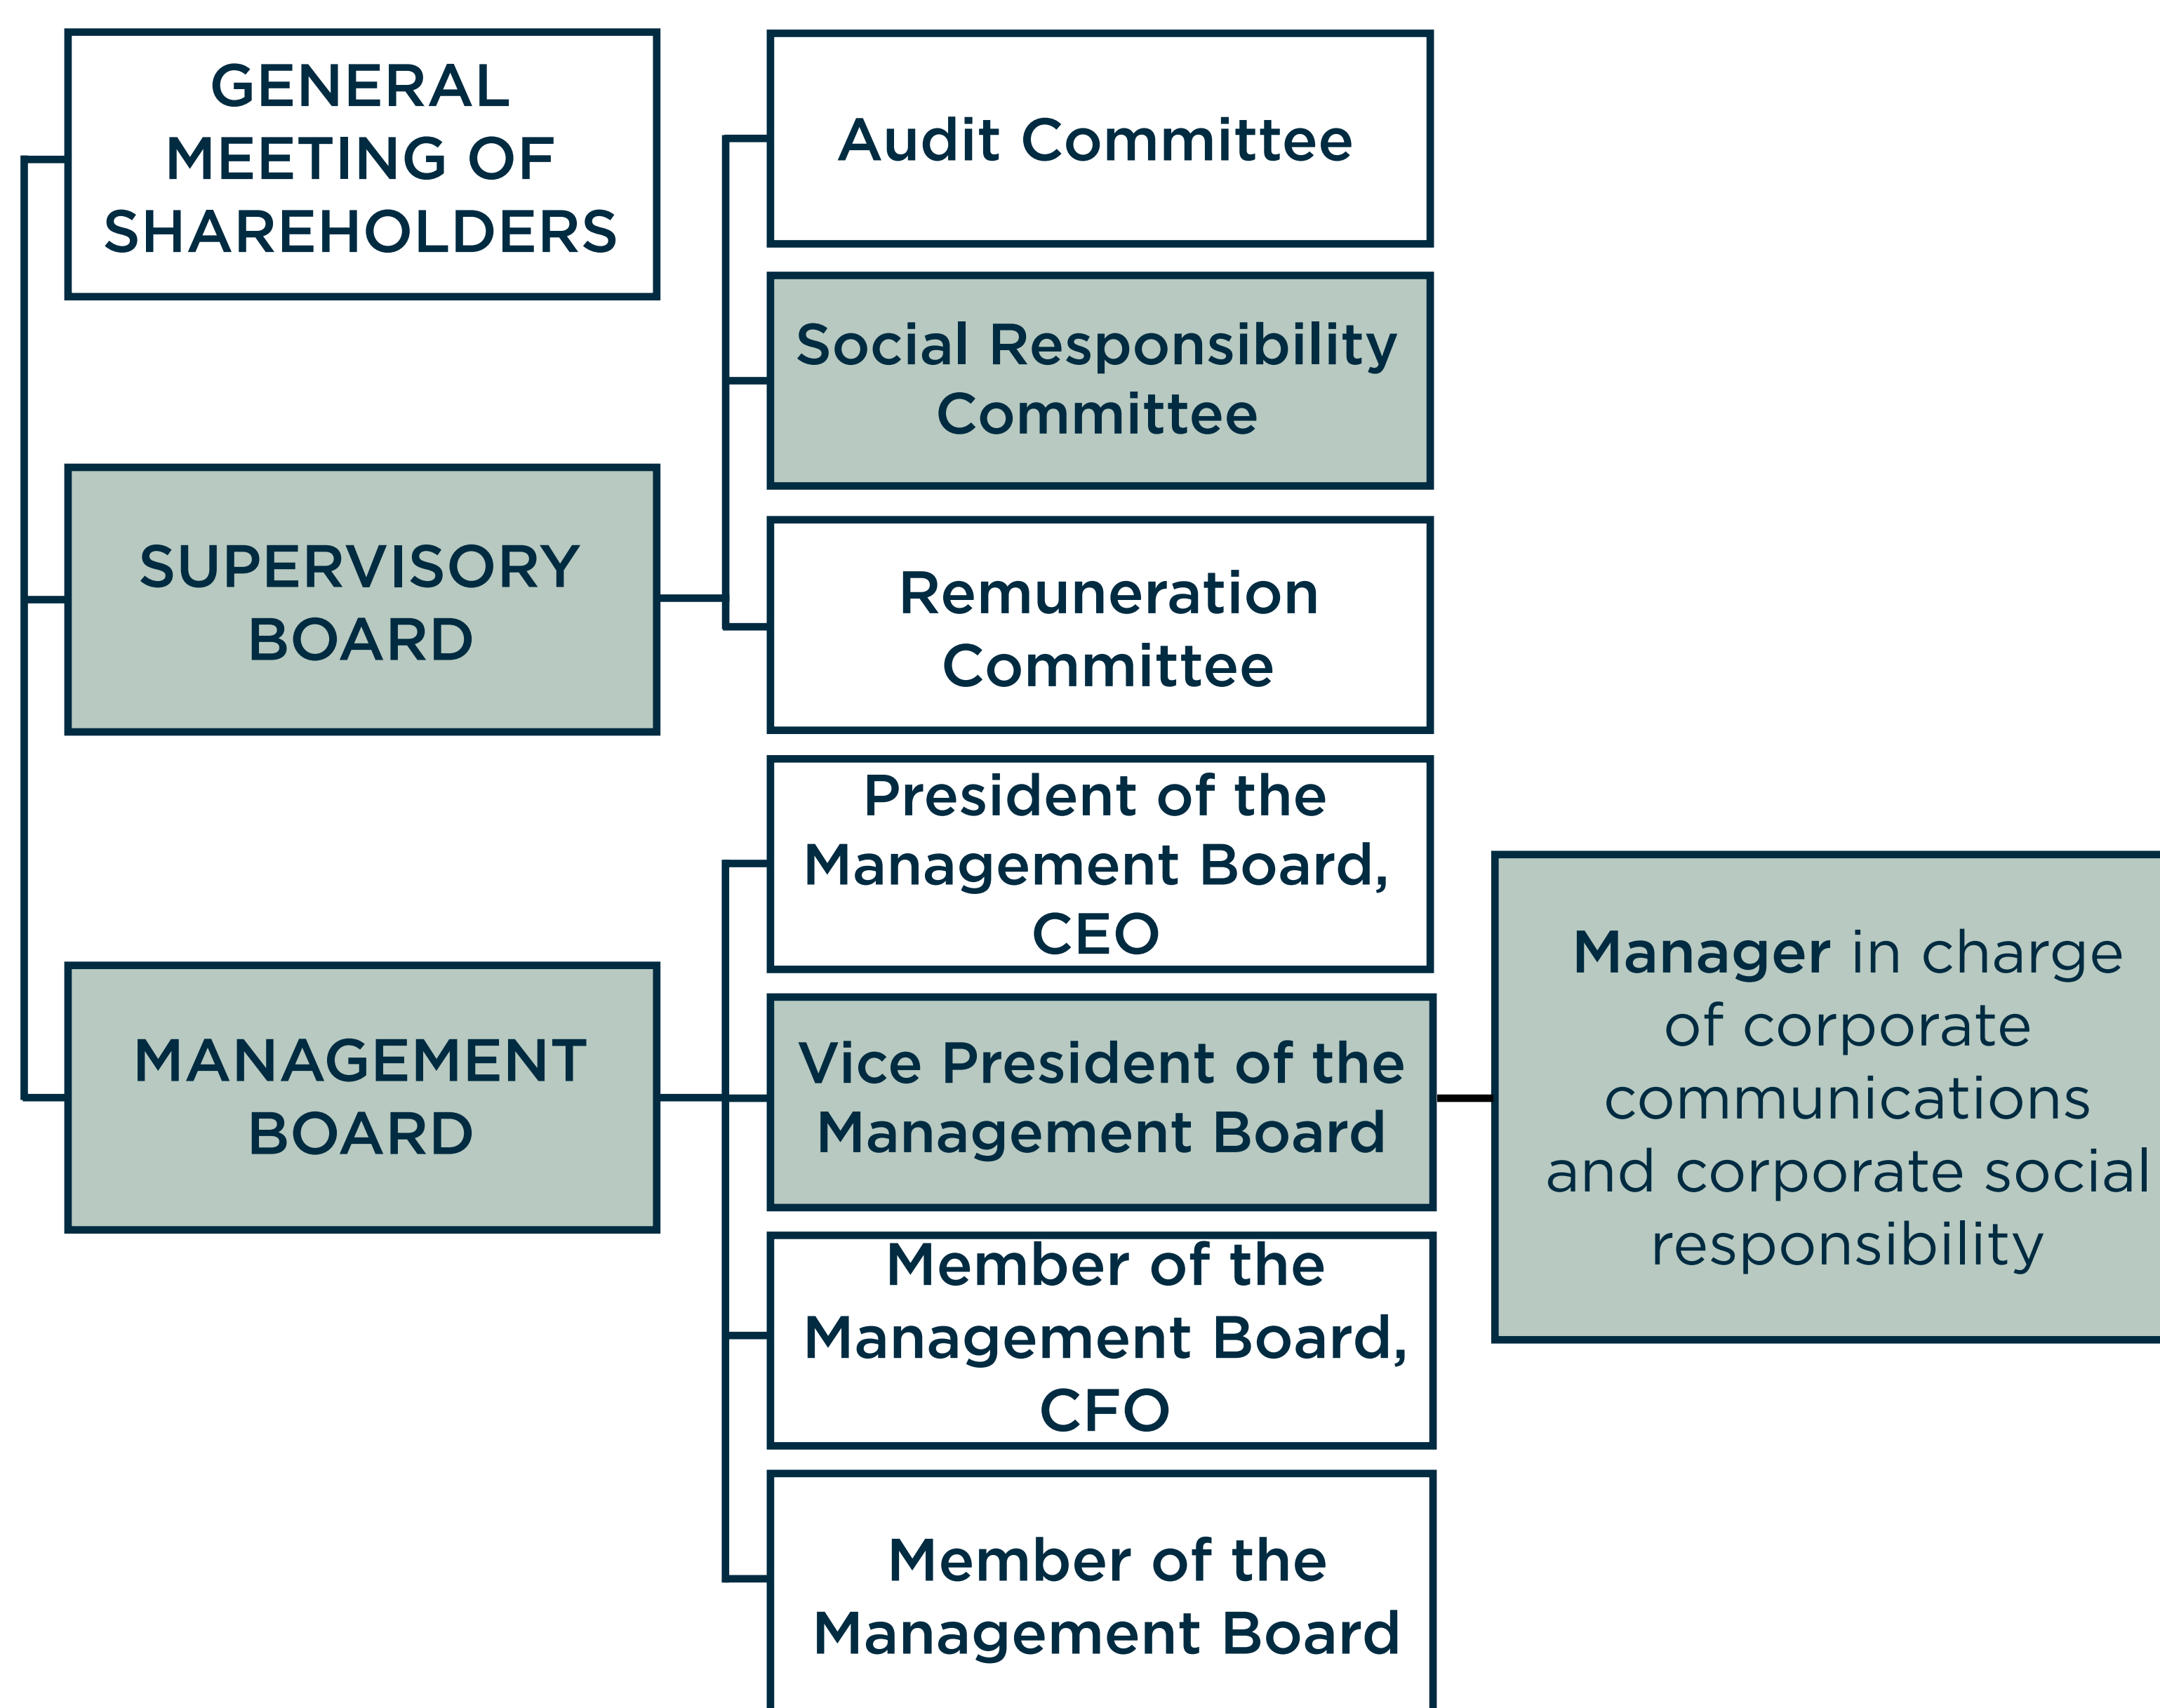 GENERAL
MEETING OF
SHAREHOLDERS
SUPERVISORY
BOARD
MANAGEMENT
BOARD
Audit Committee
Social Responsibility
Committee
Remuneration
Committee
President of the
Management Board,
CEO
Vice President of the
Management Board
Member of the
Management Board,
CFO
Member of the
Management Board
Manager in charge
of corporate
communications
and corporate social
responsibility